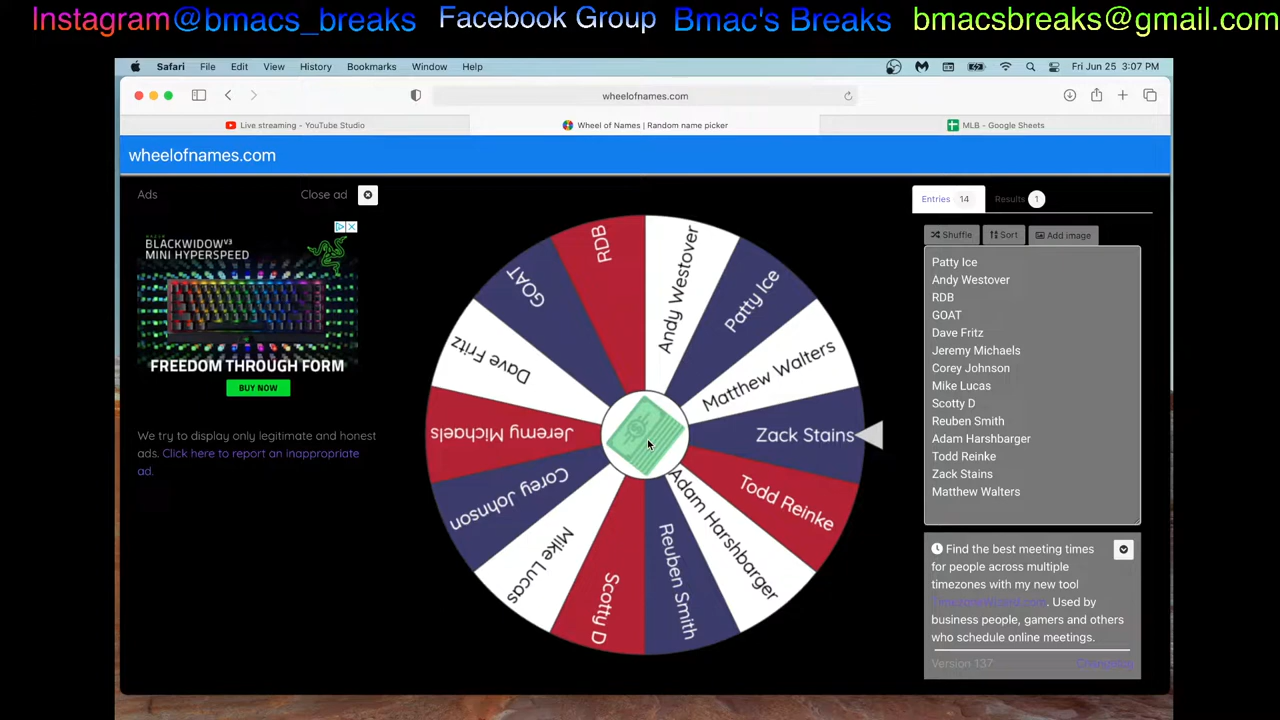 Instagram@bmacs_breaks Facebook Group Bmac's Breaks bmacsbreaks@gmail.com
Safari File Edit View History Bookmarks Window Help Fri Jun 25 3:07 PM
wheelofnames.com
Live streaming - YouTube Studio Wheel of Names | Random name picker MLB - Google Sheets
wheelofnames.com
Ads Close ad
RAZER
BLACKWIDOW V3
MINI HYPERSPEED
FREEDOM THROUGH FORM
BUY NOW
We try to display only legitimate and honest
ads. Click here to report an inappropriate
ad.
RDB
Andy Westover
Patty Ice
Matthew Walters
Zack Stains
Todd Reinke
Adam Harshbarger
Reuben Smith
Scotty D
Mike Lucas
Corey Johnson
Jeremy Michaels
Dave Fritz
GOAT
Entries 14 Results 1
Shuffle Sort Add image
Patty Ice
Andy Westover
RDB
GOAT
Dave Fritz
Jeremy Michaels
Corey Johnson
Mike Lucas
Scotty D
Reuben Smith
Adam Harshbarger
Todd Reinke
Zack Stains
Matthew Walters
Find the best meeting times
for people across multiple
timezones with my new tool
TimezoneWizard.com. Used by
business people, gamers and others
who schedule online meetings.
Version 137 Changelog